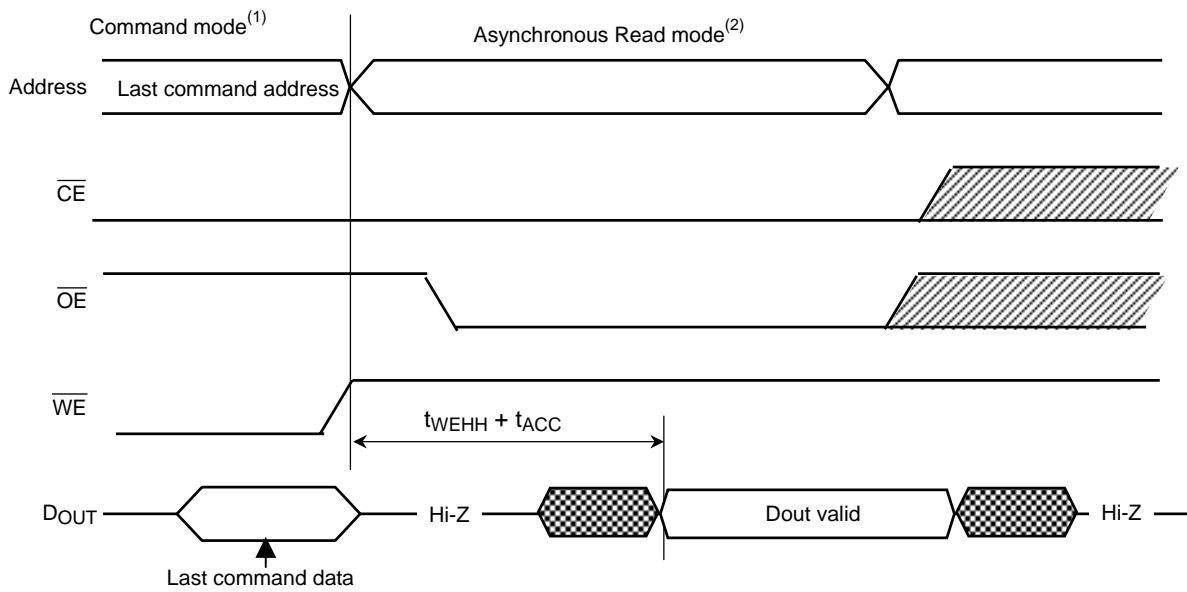 Command mode(1)
Asynchronous Read mode(2)
Address
Last command address
CE
OE
WE
tWEHH + tACC
DOUT
Hi-Z
Dout valid
Hi-Z
Last command data